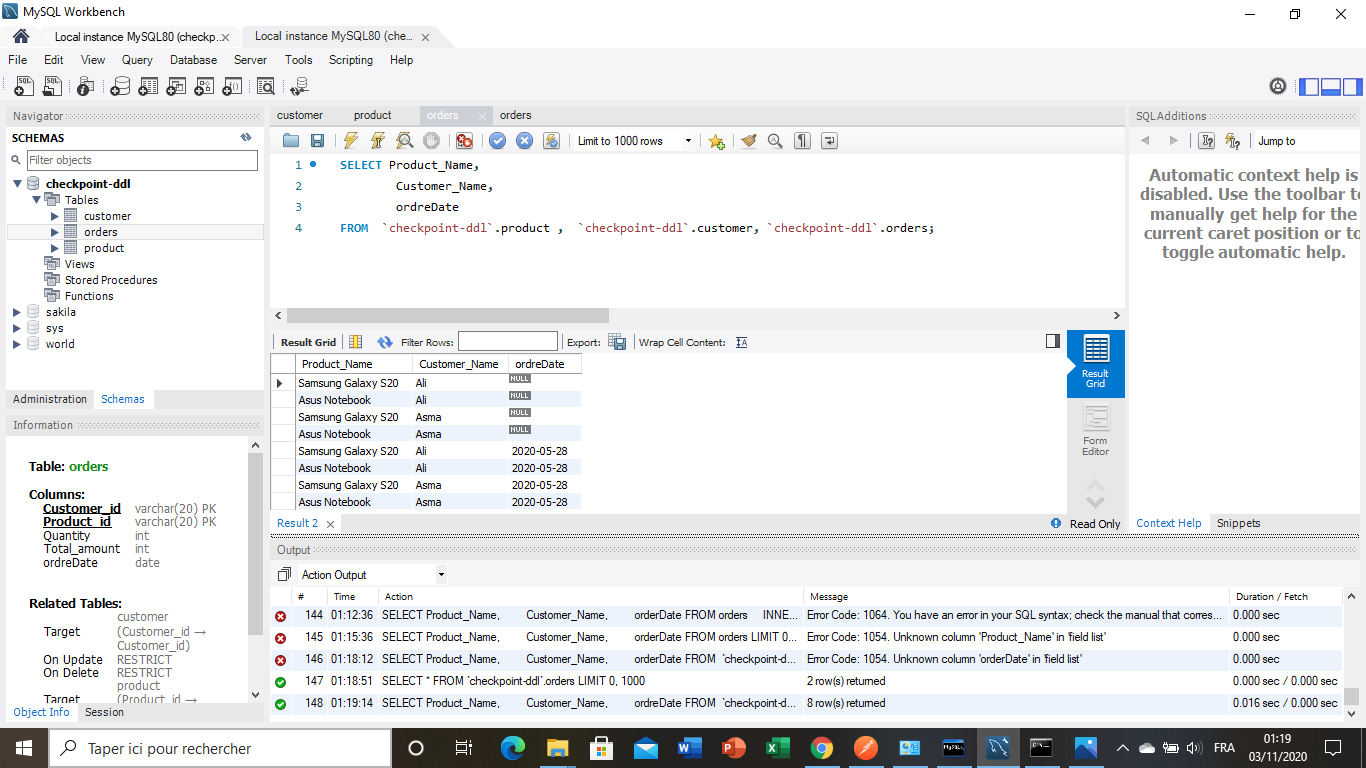 MySQL Workbench
Local instance MySQL80 (checkp...
Local instance MySQL80 (che...
File Edit View Query Database Server Tools Scripting Help
Navigator
SCHEMAS
Filter objects
checkpoint-ddl
Tables
customer
orders
product
Views
Stored Procedures
Functions
sakila
sys
world
Administration Schemas
Information
Table: orders
Columns:
Customer_id varchar(20) PK
Product_id varchar(20) PK
Quantity int
Total_amount int
ordreDate date
Related Tables:
customer
Target (Customer_id →
Customer_id)
On Update RESTRICT
On Delete RESTRICT
product
Target (Product_id →
Object Info Session
customer product orders orders
Limit to 1000 rows
1 SELECT Product_Name,
2 Customer_Name,
3 ordreDate
4 FROM `checkpoint-ddl`.product , `checkpoint-ddl`.customer, `checkpoint-ddl`.orders;
Result Grid Filter Rows: Export: Wrap Cell Content:
Product_Name Customer_Name ordreDate
Samsung Galaxy S20 Ali NULL
Asus Notebook Ali NULL
Samsung Galaxy S20 Asma NULL
Asus Notebook Asma NULL
Samsung Galaxy S20 Ali 2020-05-28
Asus Notebook Ali 2020-05-28
Samsung Galaxy S20 Asma 2020-05-28
Asus Notebook Asma 2020-05-28
Result Grid
Form Editor
Result 2
Read Only
SQLAdditions
Jump to
Automatic context help is
disabled. Use the toolbar to
manually get help for the
current caret position or to
toggle automatic help.
Context Help Snippets
Output
Action Output
# Time Action Message Duration / Fetch
144 01:12:36 SELECT Product_Name, Customer_Name, orderDate FROM orders INNE... Error Code: 1064. You have an error in your SQL syntax; check the manual that corres... 0.000 sec
145 01:15:36 SELECT Product_Name, Customer_Name, orderDate FROM orders LIMIT 0... Error Code: 1054. Unknown column 'Product_Name' in 'field list' 0.000 sec
146 01:18:12 SELECT Product_Name, Customer_Name, orderDate FROM `checkpoint-d... Error Code: 1054. Unknown column 'orderDate' in 'field list' 0.000 sec
147 01:18:51 SELECT * FROM `checkpoint-ddl`.orders LIMIT 0, 1000 2 row(s) returned 0.000 sec / 0.000 sec
148 01:19:14 SELECT Product_Name, Customer_Name, ordreDate FROM `checkpoint-d... 8 row(s) returned 0.016 sec / 0.000 sec
Taper ici pour rechercher
FRA
01:19
03/11/2020